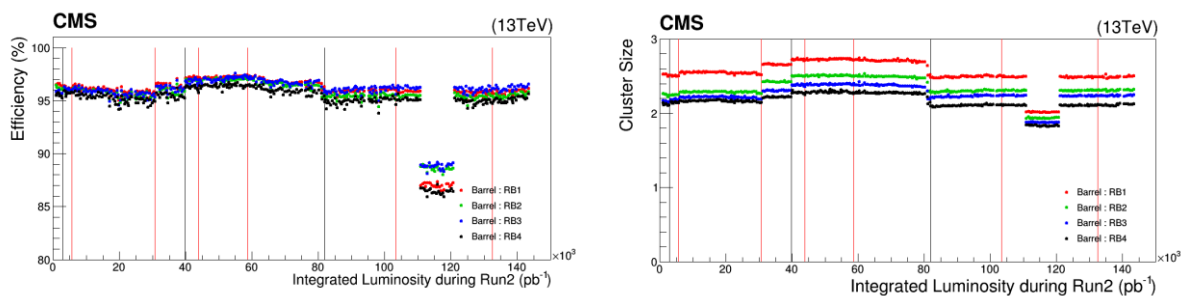 CMS
(13TeV)
Efficiency (%)
100
95
90
85
80
Barrel : RB1
Barrel : RB2
Barrel : RB3
Barrel : RB4
0 20 40 60 80 100 120 140
×10³
Integrated Luminosity during Run2 (pb⁻¹)
CMS
(13TeV)
Cluster Size
3
2
1
0
Barrel : RB1
Barrel : RB2
Barrel : RB3
Barrel : RB4
0 20 40 60 80 100 120 140
×10³
Integrated Luminosity during Run2 (pb⁻¹)